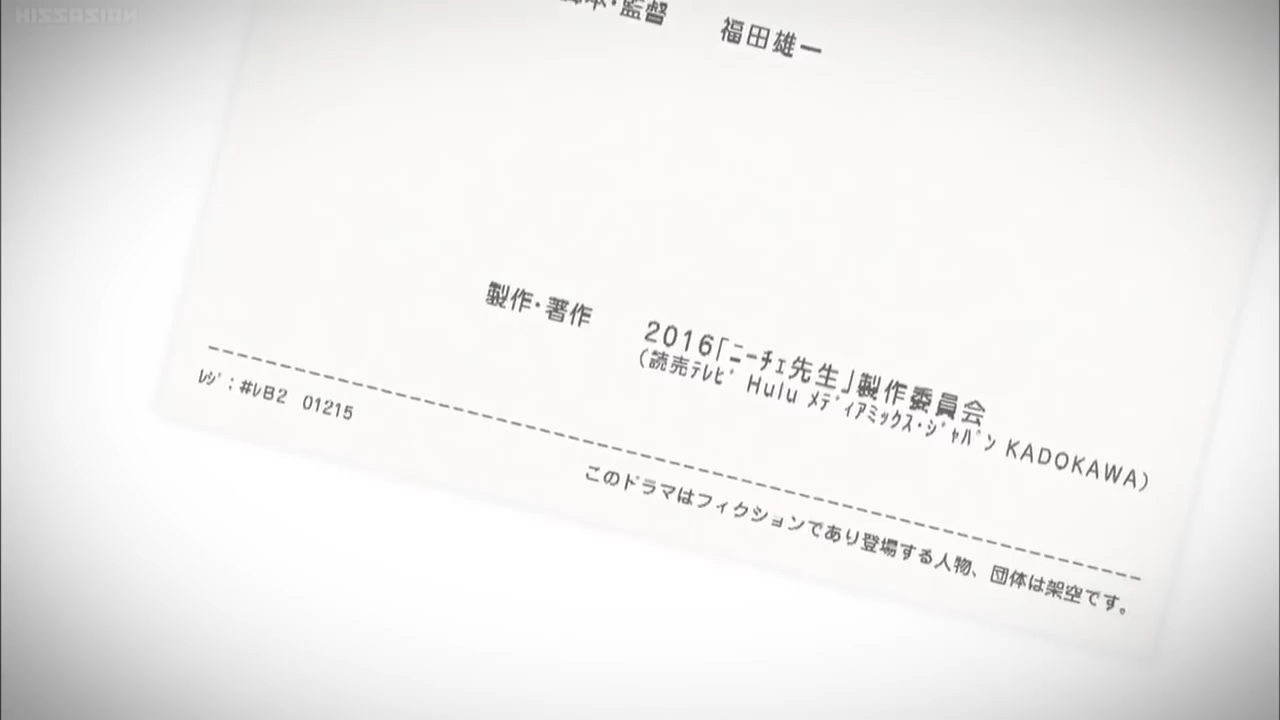 HISSASIAN
脚本・監督 福田雄一
製作・著作 2016「ﾆｰﾁｪ先生」製作委員会
(読売ﾃﾚﾋﾞ Hulu ﾒﾃﾞｨｱﾐｯｸｽ･ｼﾞｬﾊﾟﾝ KADOKAWA)
ﾚｼﾞ:#ﾚB2 01215
このドラマはフィクションであり登場する人物、団体は架空です。